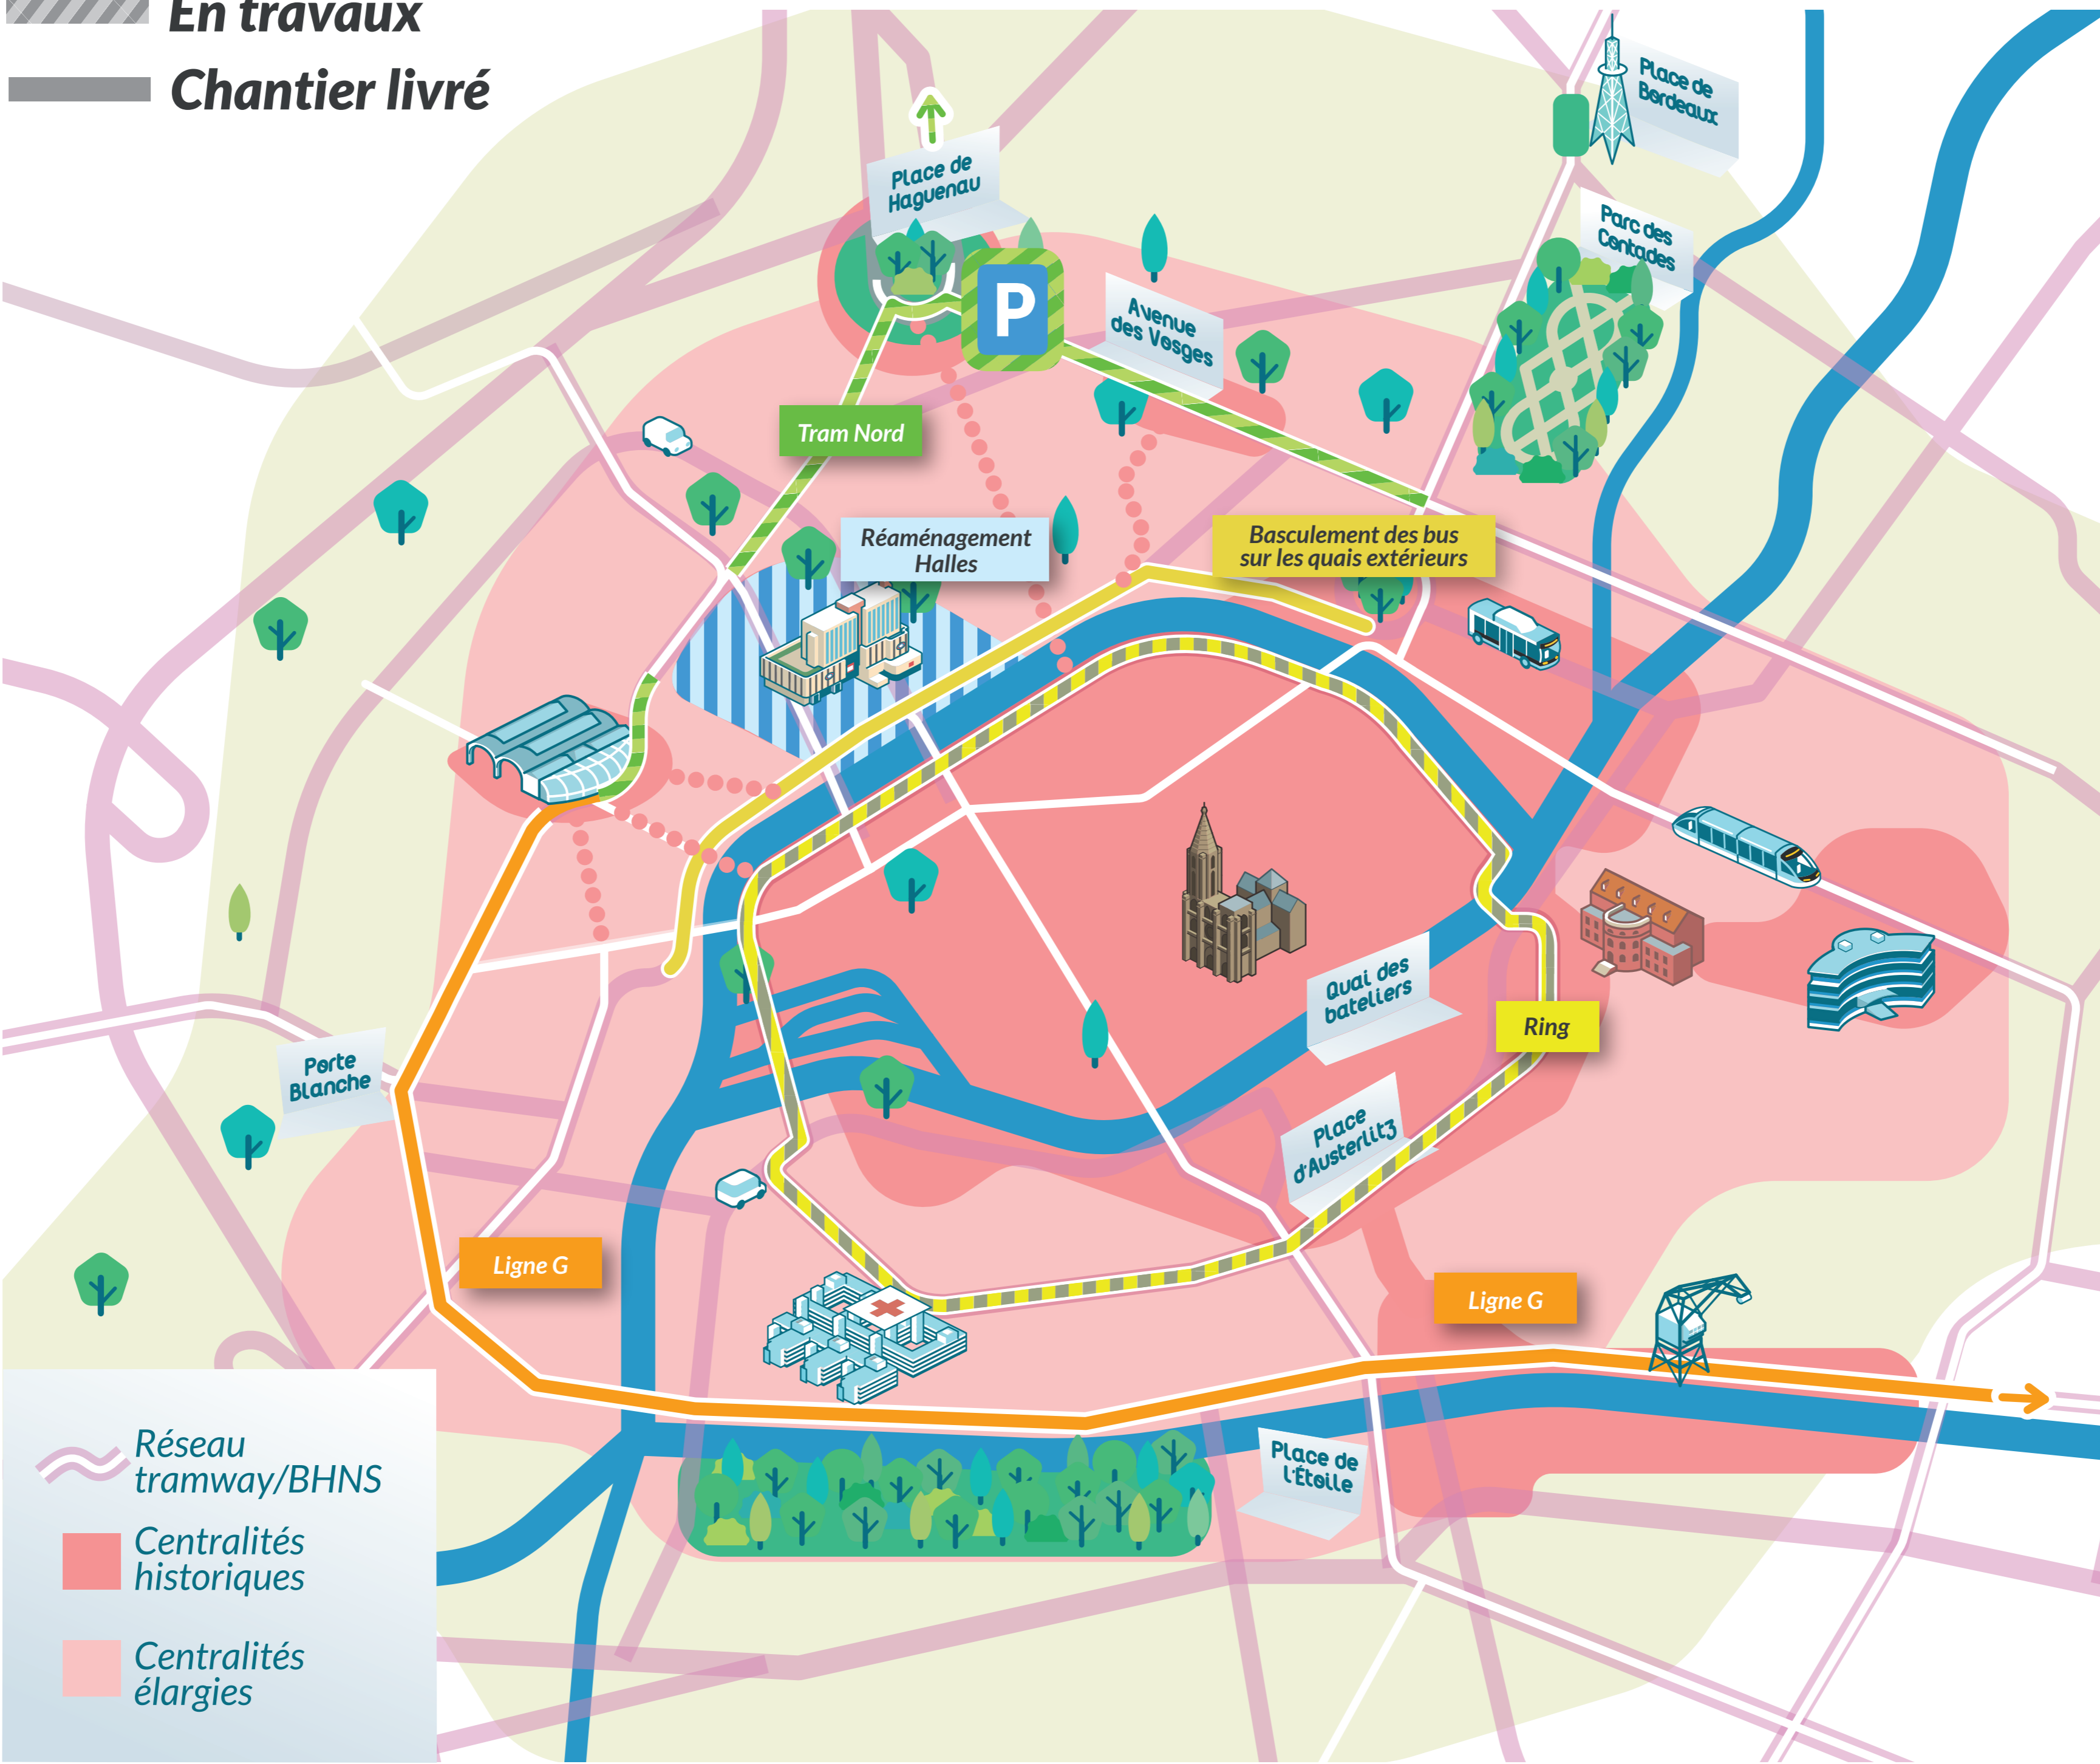 En travaux
Chantier livré
Place de
Bordeaux
Place de
Haguenau
Parc des
Contades
P
Avenue
des Vosges
Tram Nord
Réaménagement
Halles
Basculement des bus
sur les quais extérieurs
Quai des
bateliers
Ring
Porte
Blanche
Place
d'Austerlitz
Ligne G
Ligne G
Place de
l'Étoile
Réseau
tramway/BHNS
Centralités
historiques
Centralités
élargies